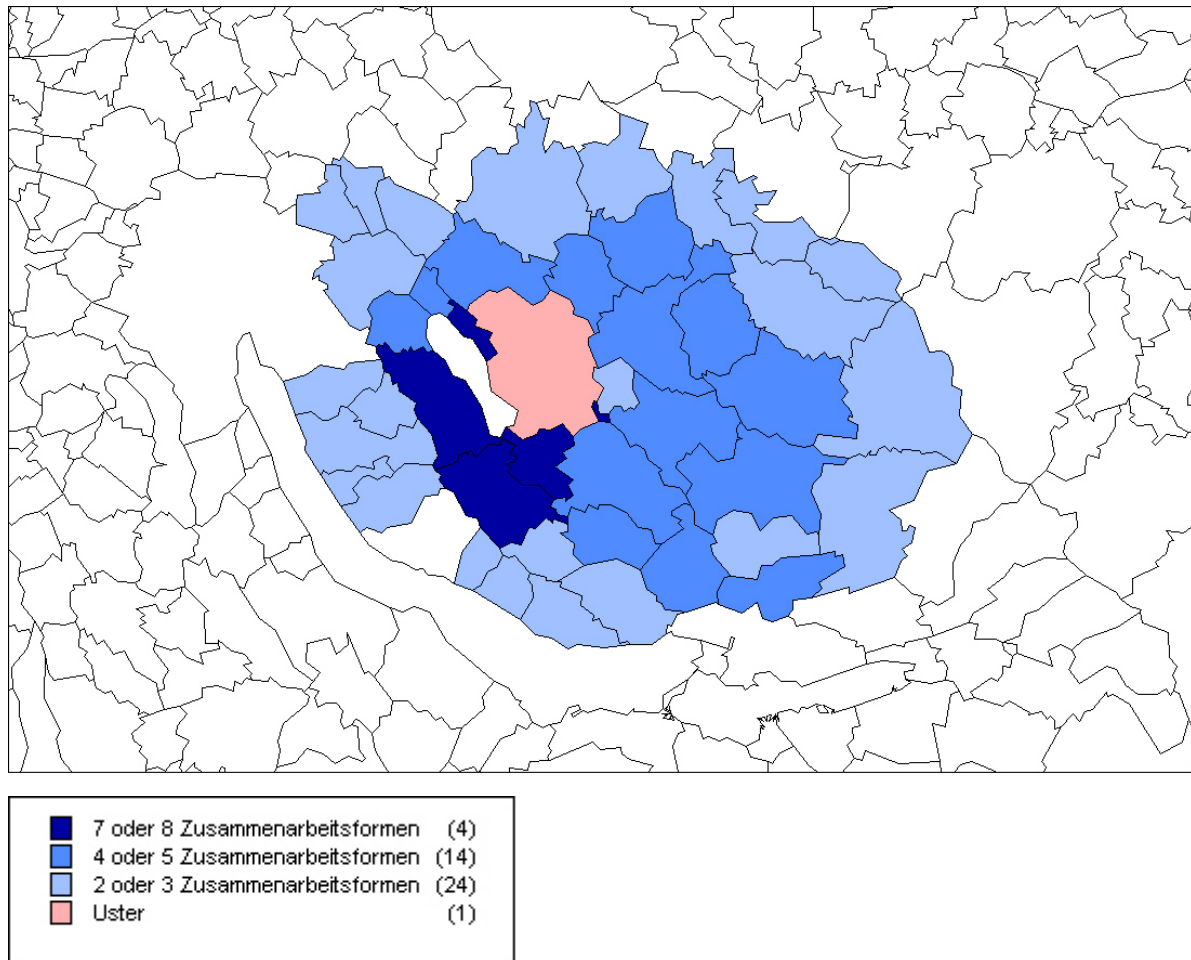 7 oder 8 Zusammenarbeitsformen (4)
4 oder 5 Zusammenarbeitsformen (14)
2 oder 3 Zusammenarbeitsformen (24)
Uster (1)